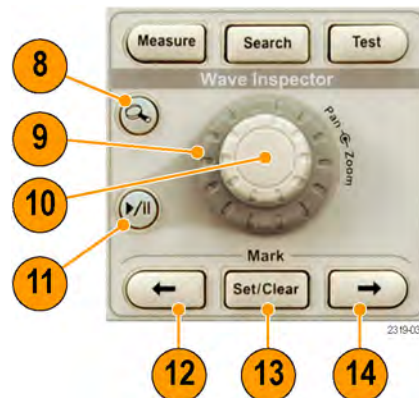 Measure Search Test
Wave Inspector
8
Pan Zoom
9
10
▶/II
11
Mark
← Set/Clear →
2319-03
12 13 14